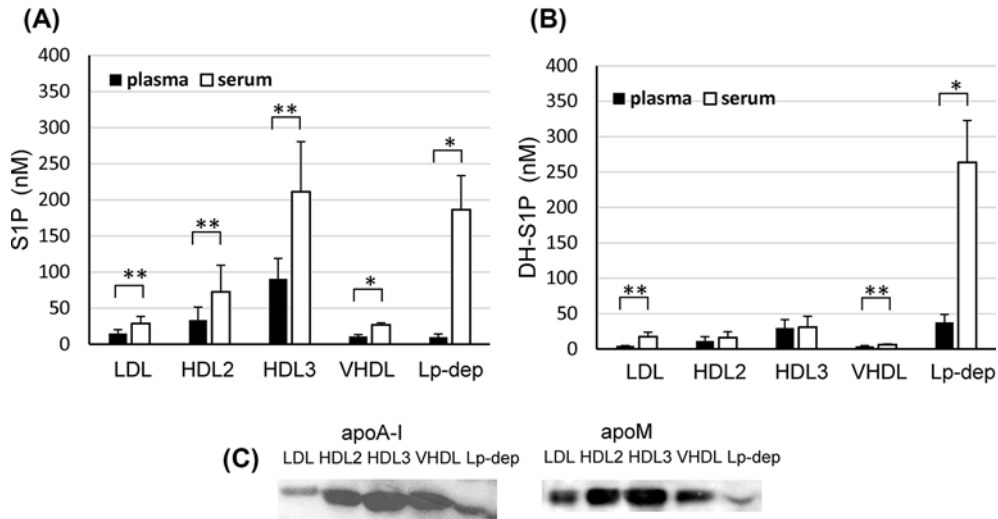 (A)
400
350
300
250
200
150
100
50
0
S1P (nM)
plasma serum
**
**
**
*
*
LDL HDL2 HDL3 VHDL Lp-dep
(B)
400
350
300
250
200
150
100
50
0
DH-S1P (nM)
plasma serum
**
**
*
LDL HDL2 HDL3 VHDL Lp-dep
(C)
apoA-I
LDL HDL2 HDL3 VHDL Lp-dep
apoM
LDL HDL2 HDL3 VHDL Lp-dep